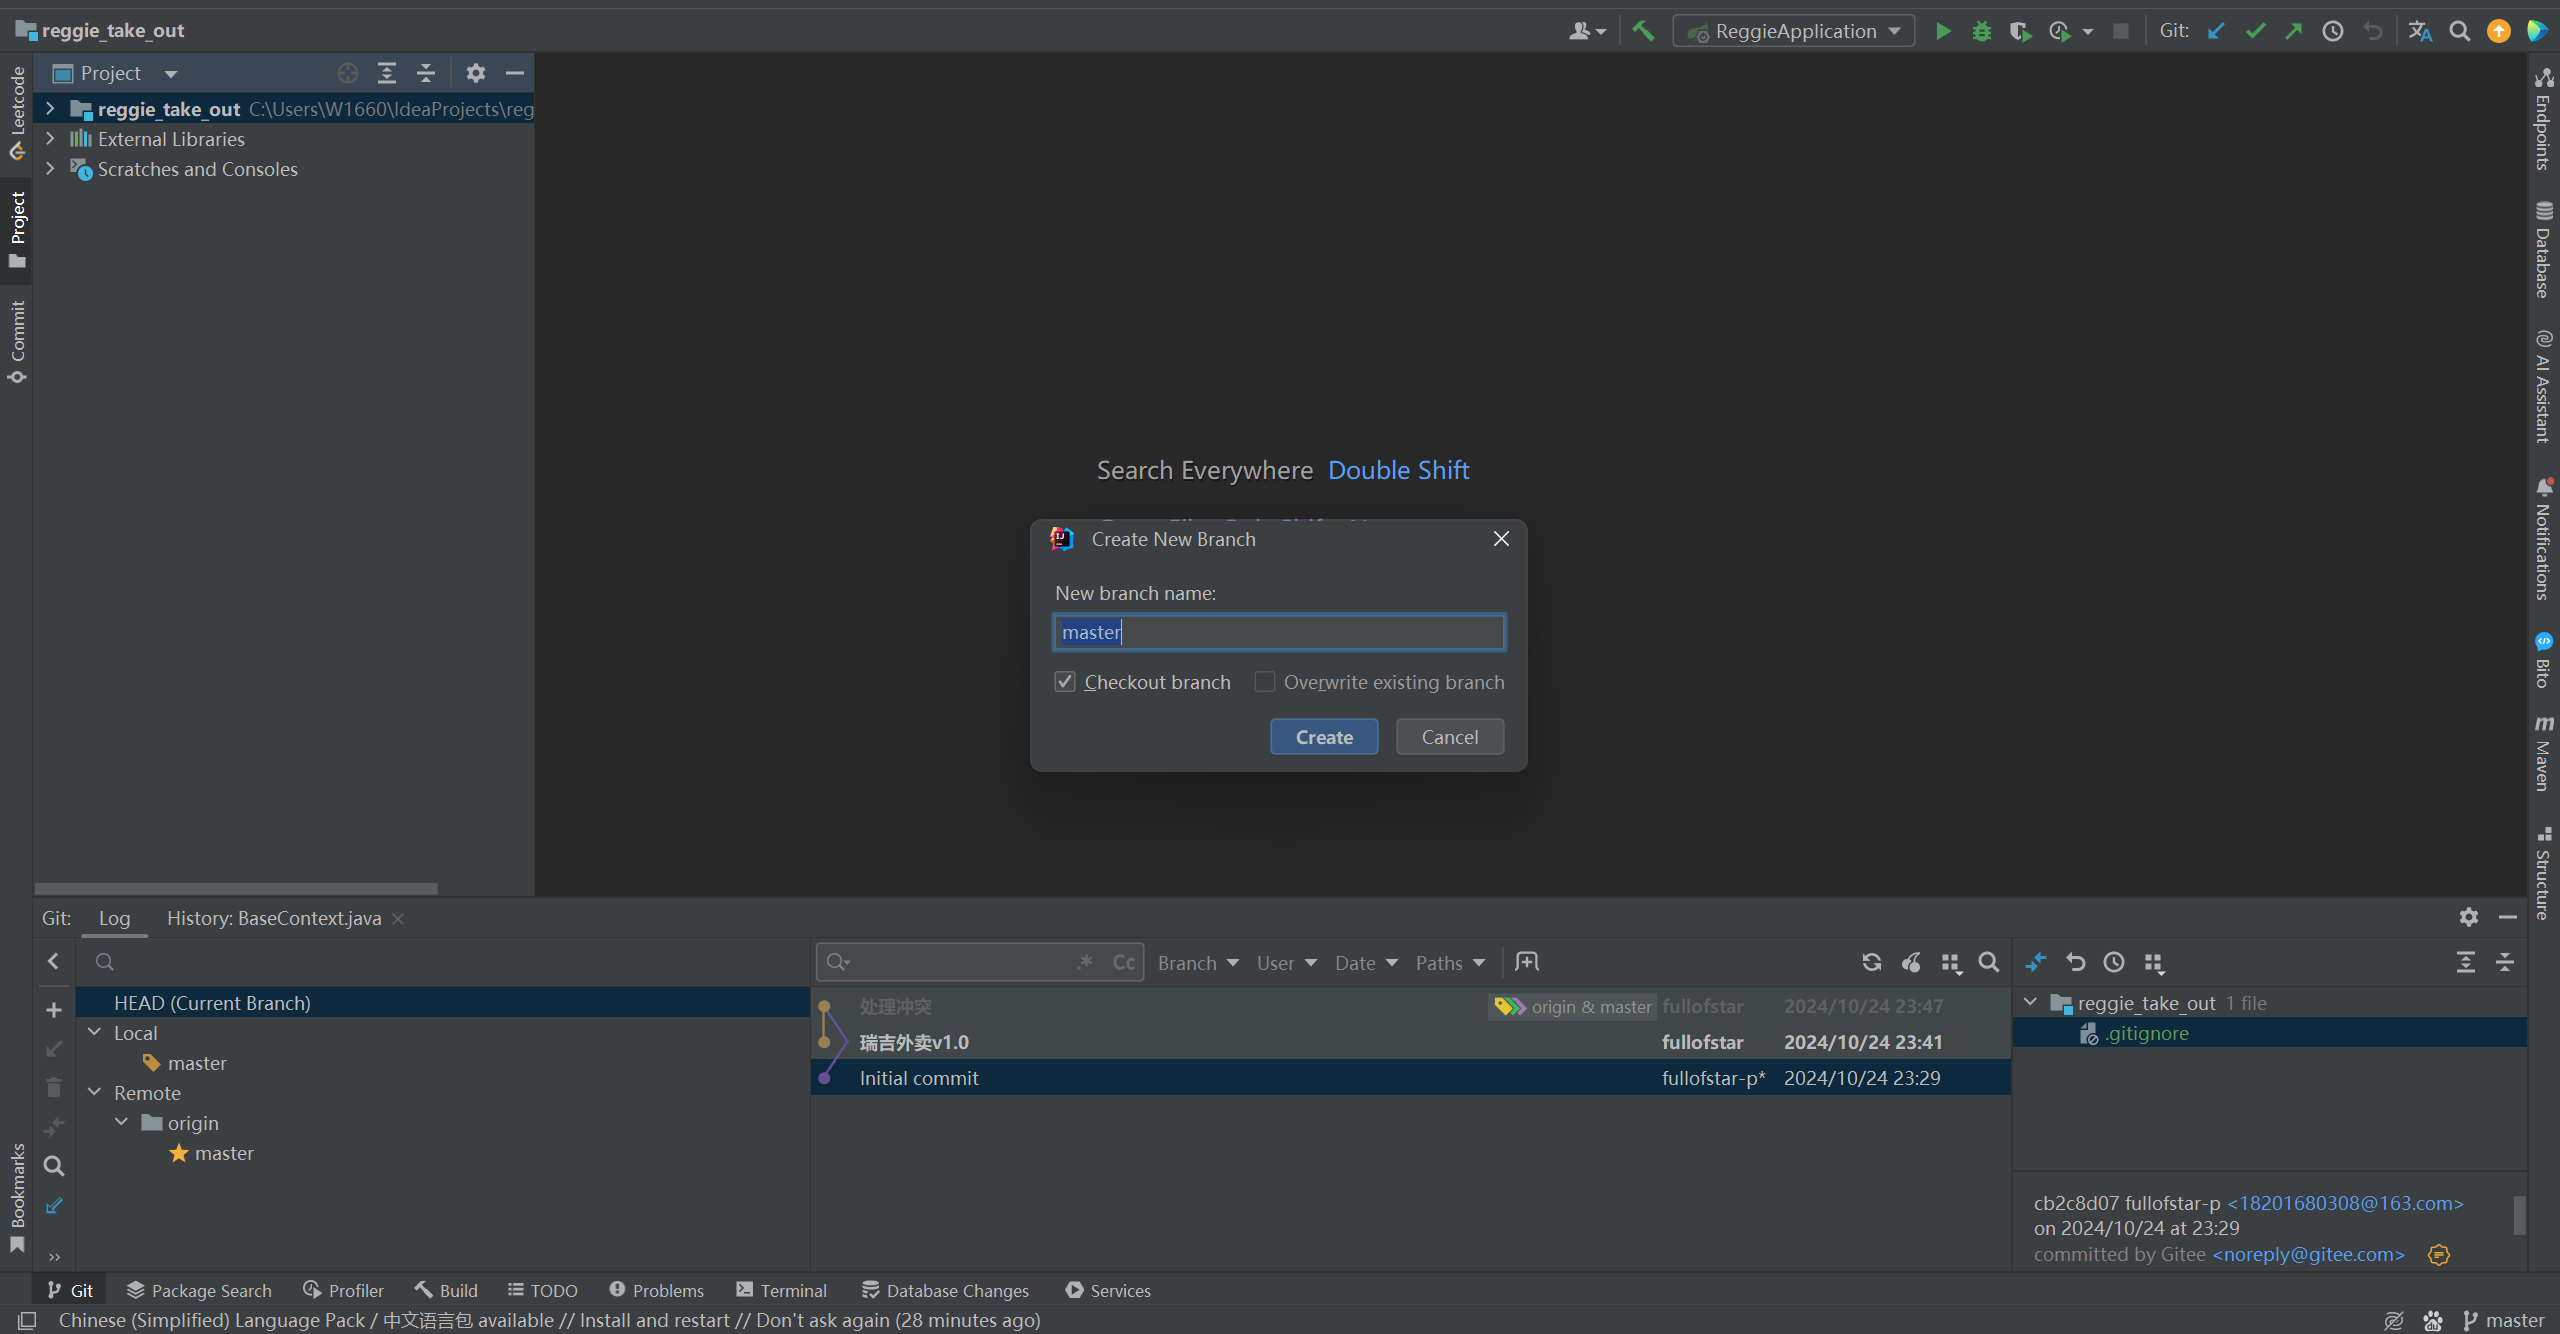 reggie_take_out
ReggieApplication
Git:
Project
reggie_take_out C:\Users\W1660\IdeaProjects\reg
External Libraries
Scratches and Consoles
Leetcode
Project
Commit
Bookmarks
Endpoints
Database
AI Assistant
Notifications
Bito
Maven
Structure
Search Everywhere Double Shift
Create New Branch
New branch name:
master
Checkout branch
Overwrite existing branch
Create
Cancel
Git:
Log
History: BaseContext.java
.*
Cc
Branch
User
Date
Paths
HEAD (Current Branch)
Local
master
Remote
origin
master
处理冲突 origin & master fullofstar 2024/10/24 23:47
瑞吉外卖v1.0 fullofstar 2024/10/24 23:41
Initial commit fullofstar-p* 2024/10/24 23:29
reggie_take_out 1 file
.gitignore
cb2c8d07 fullofstar-p <18201680308@163.com>
on 2024/10/24 at 23:29
committed by Gitee <noreply@gitee.com>
Git
Package Search
Profiler
Build
TODO
Problems
Terminal
Database Changes
Services
Chinese (Simplified) Language Pack / 中文语言包 available // Install and restart // Don't ask again (28 minutes ago)
master